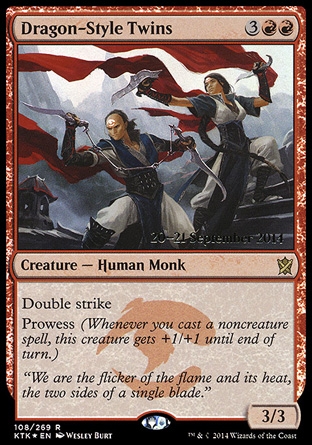 Dragon-Style Twins 3
20–21 September 2014
Creature — Human Monk
Double strike
Prowess (Whenever you cast a noncreature
spell, this creature gets +1/+1 until end of
turn.)
“We are the flicker of the flame and its heat,
the two sides of a single blade.”
3/3
108/269 R
KTK ★ EN Wesley Burt
™ & © 2014 Wizards of the Coast